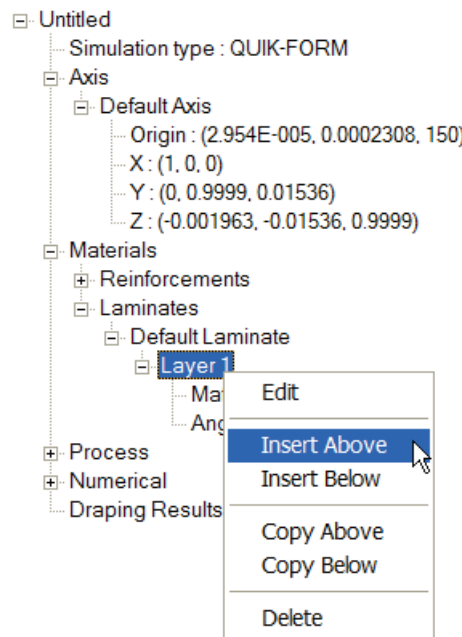 Untitled
Simulation type : QUIK-FORM
Axis
Default Axis
Origin : (2.954E-005, 0.0002308, 150)
X : (1, 0, 0)
Y : (0, 0.9999, 0.01536)
Z : (-0.001963, -0.01536, 0.9999)
Materials
Reinforcements
Laminates
Default Laminate
Layer 1
Edit
Insert Above
Process
Insert Below
Numerical
Draping Results
Copy Above
Copy Below
Delete